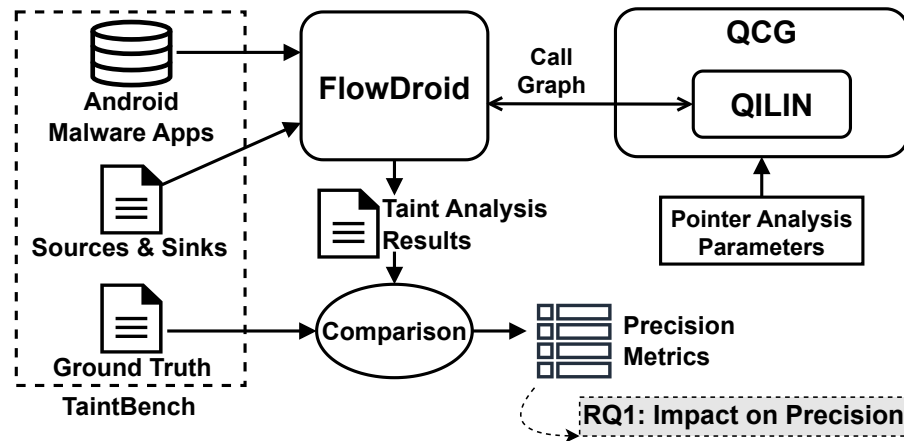 Android
Malware Apps
Sources & Sinks
Ground Truth
TaintBench
FlowDroid
Call
Graph
QCG
QILIN
Pointer Analysis
Parameters
Taint Analysis
Results
Comparison
Precision
Metrics
RQ1: Impact on Precision